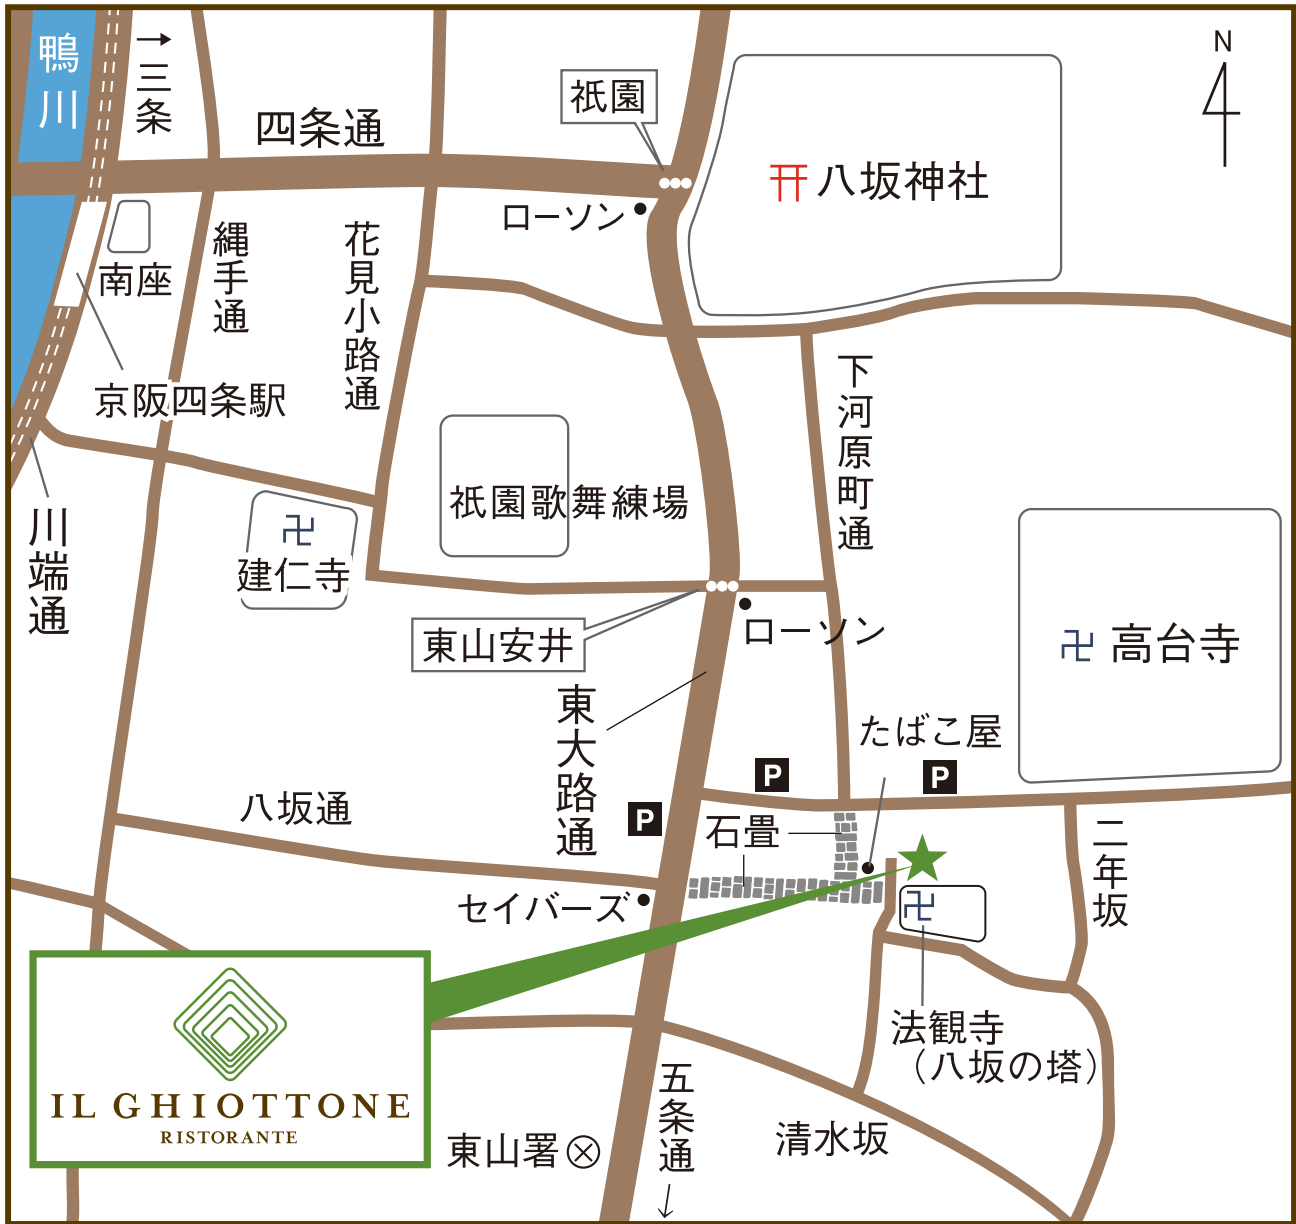 鴨川
→三条
四条通
祇園
N
八坂神社
ローソン
南座
縄手通
花見小路通
京阪四条駅
下河原町通
祇園歌舞練場
川端通
卍
建仁寺
東山安井
ローソン
卍 高台寺
東大路通
たばこ屋
P
P
P
八坂通
石畳
二年坂
セイバーズ
卍
法観寺
（八坂の塔）
IL GHIOTTONE
RISTORANTE
五条通
↓
東山署
清水坂